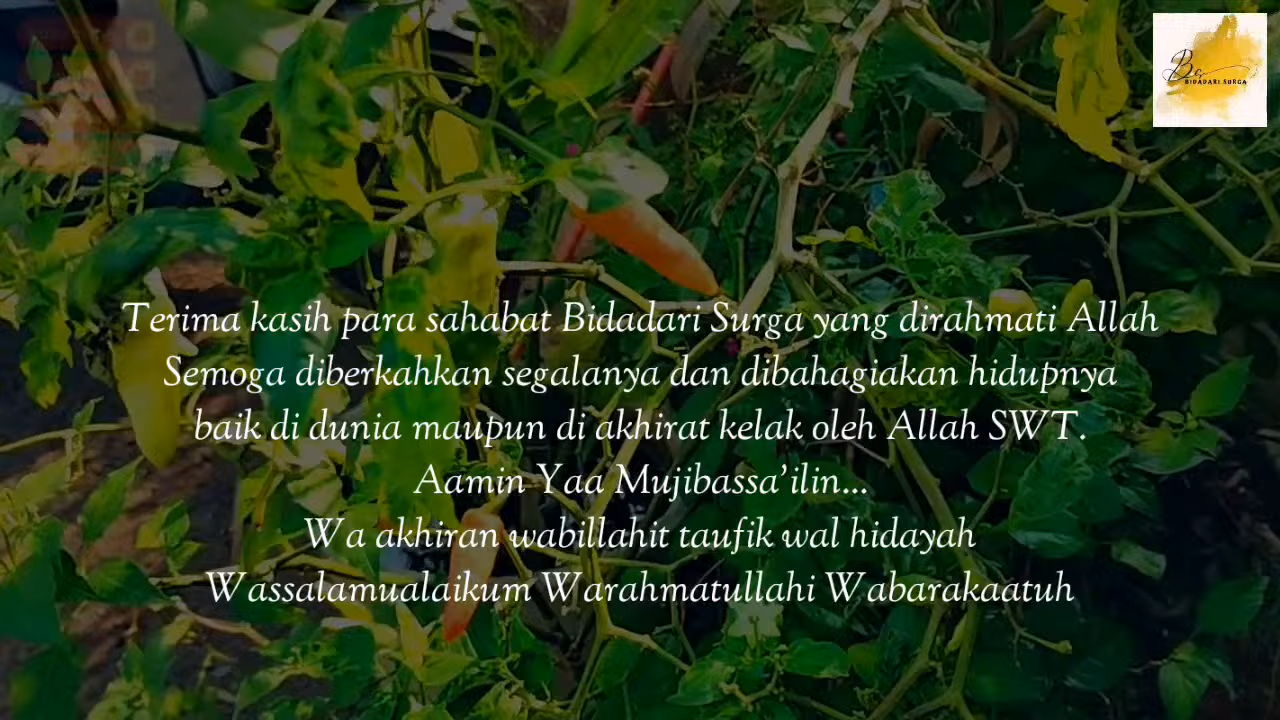 Bs
BIDADARI SURGA
Terima kasih para sahabat Bidadari Surga yang dirahmati Allah
Semoga diberkahkan segalanya dan dibahagiakan hidupnya
baik di dunia maupun di akhirat kelak oleh Allah SWT.
Aamin Yaa Mujibassa'ilin...
Wa akhiran wabillahit taufik wal hidayah
Wassalamualaikum Warahmatullahi Wabarakaatuh